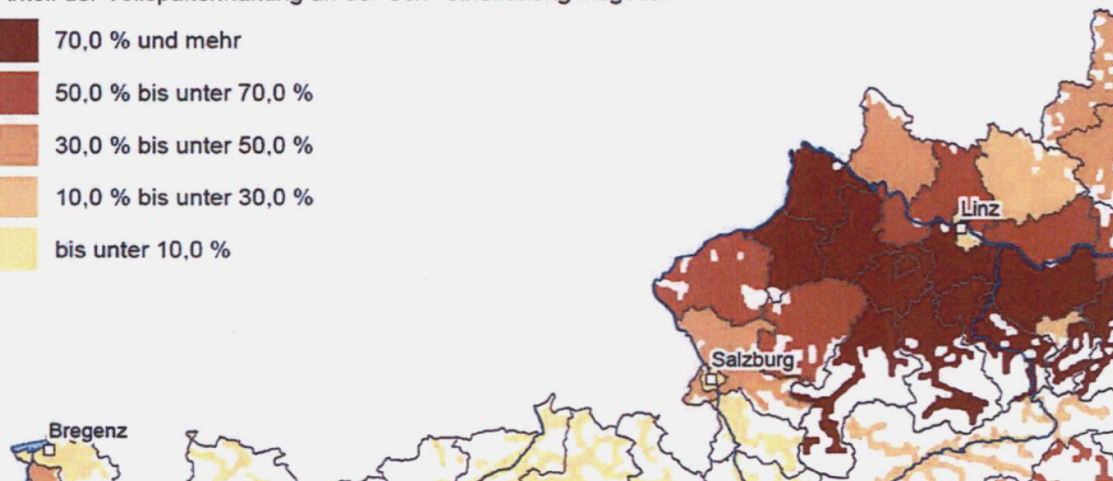 70,0 % und mehr
50,0 % bis unter 70,0 %
30,0 % bis unter 50,0 %
10,0 % bis unter 30,0 %
bis unter 10,0 %
Linz
Salzburg
Bregenz